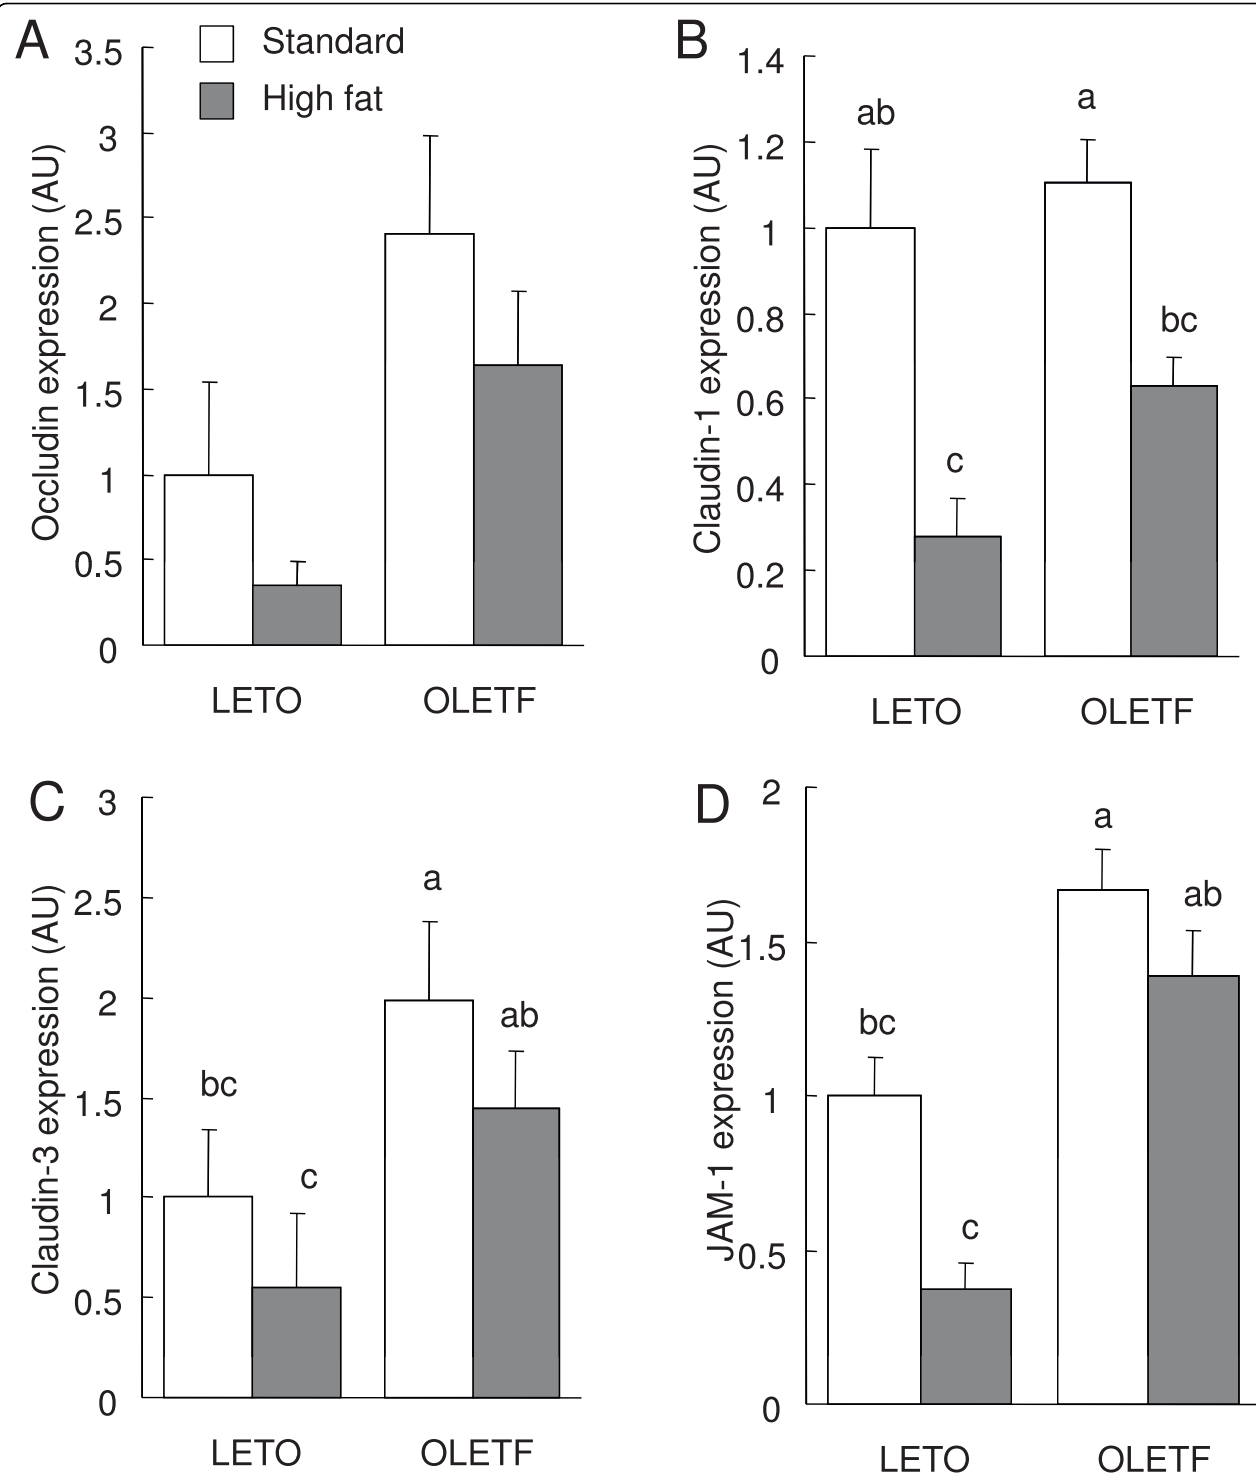 A
Standard
High fat
Occludin expression (AU)
3.5
3
2.5
2
1.5
1
0.5
0
LETO OLETF
B
Claudin-1 expression (AU)
1.4
1.2
1
0.8
0.6
0.4
0.2
0
ab
c
a
bc
LETO OLETF
C
Claudin-3 expression (AU)
3
2.5
2
1.5
1
0.5
0
bc
c
a
ab
LETO OLETF
D
JAM-1 expression (AU)
2
1.5
1
0.5
0
bc
c
a
ab
LETO OLETF